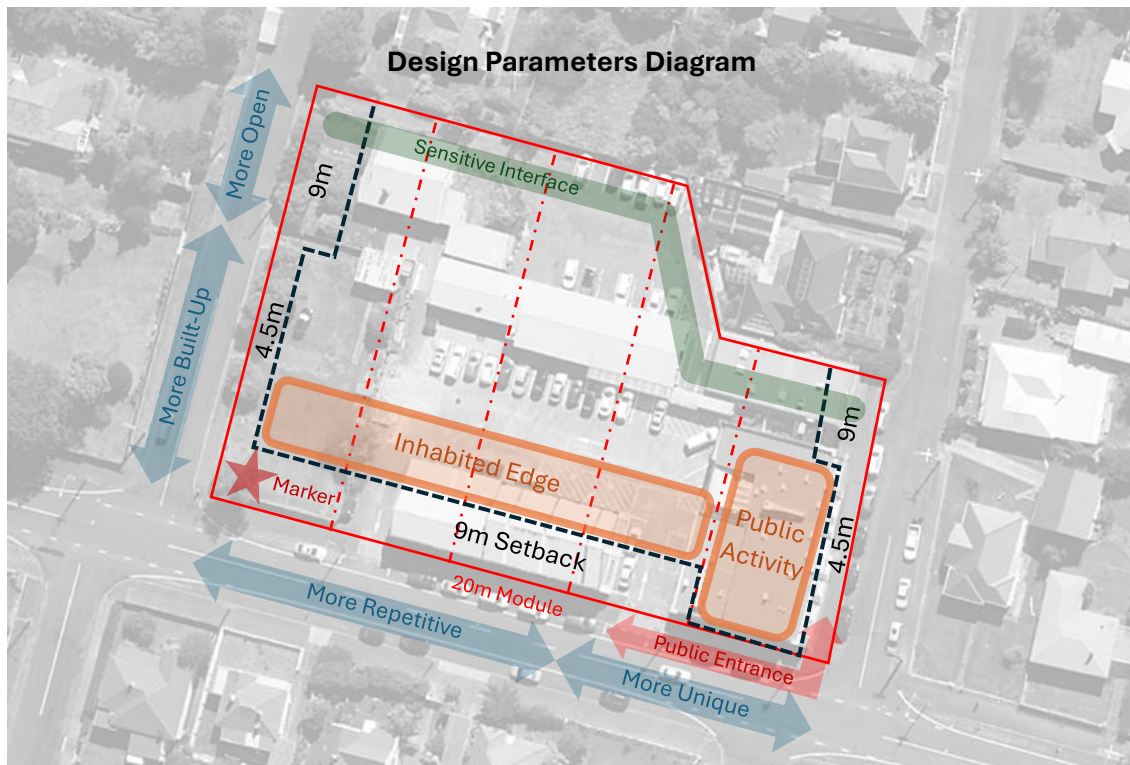 Design Parameters Diagram
More Open
9m
Sensitive Interface
More Built-Up
4.5m
9m
Inhabited Edge
Marker
Public
Activity
4.5m
9m Setback
20m Module
More Repetitive
Public Entrance
More Unique